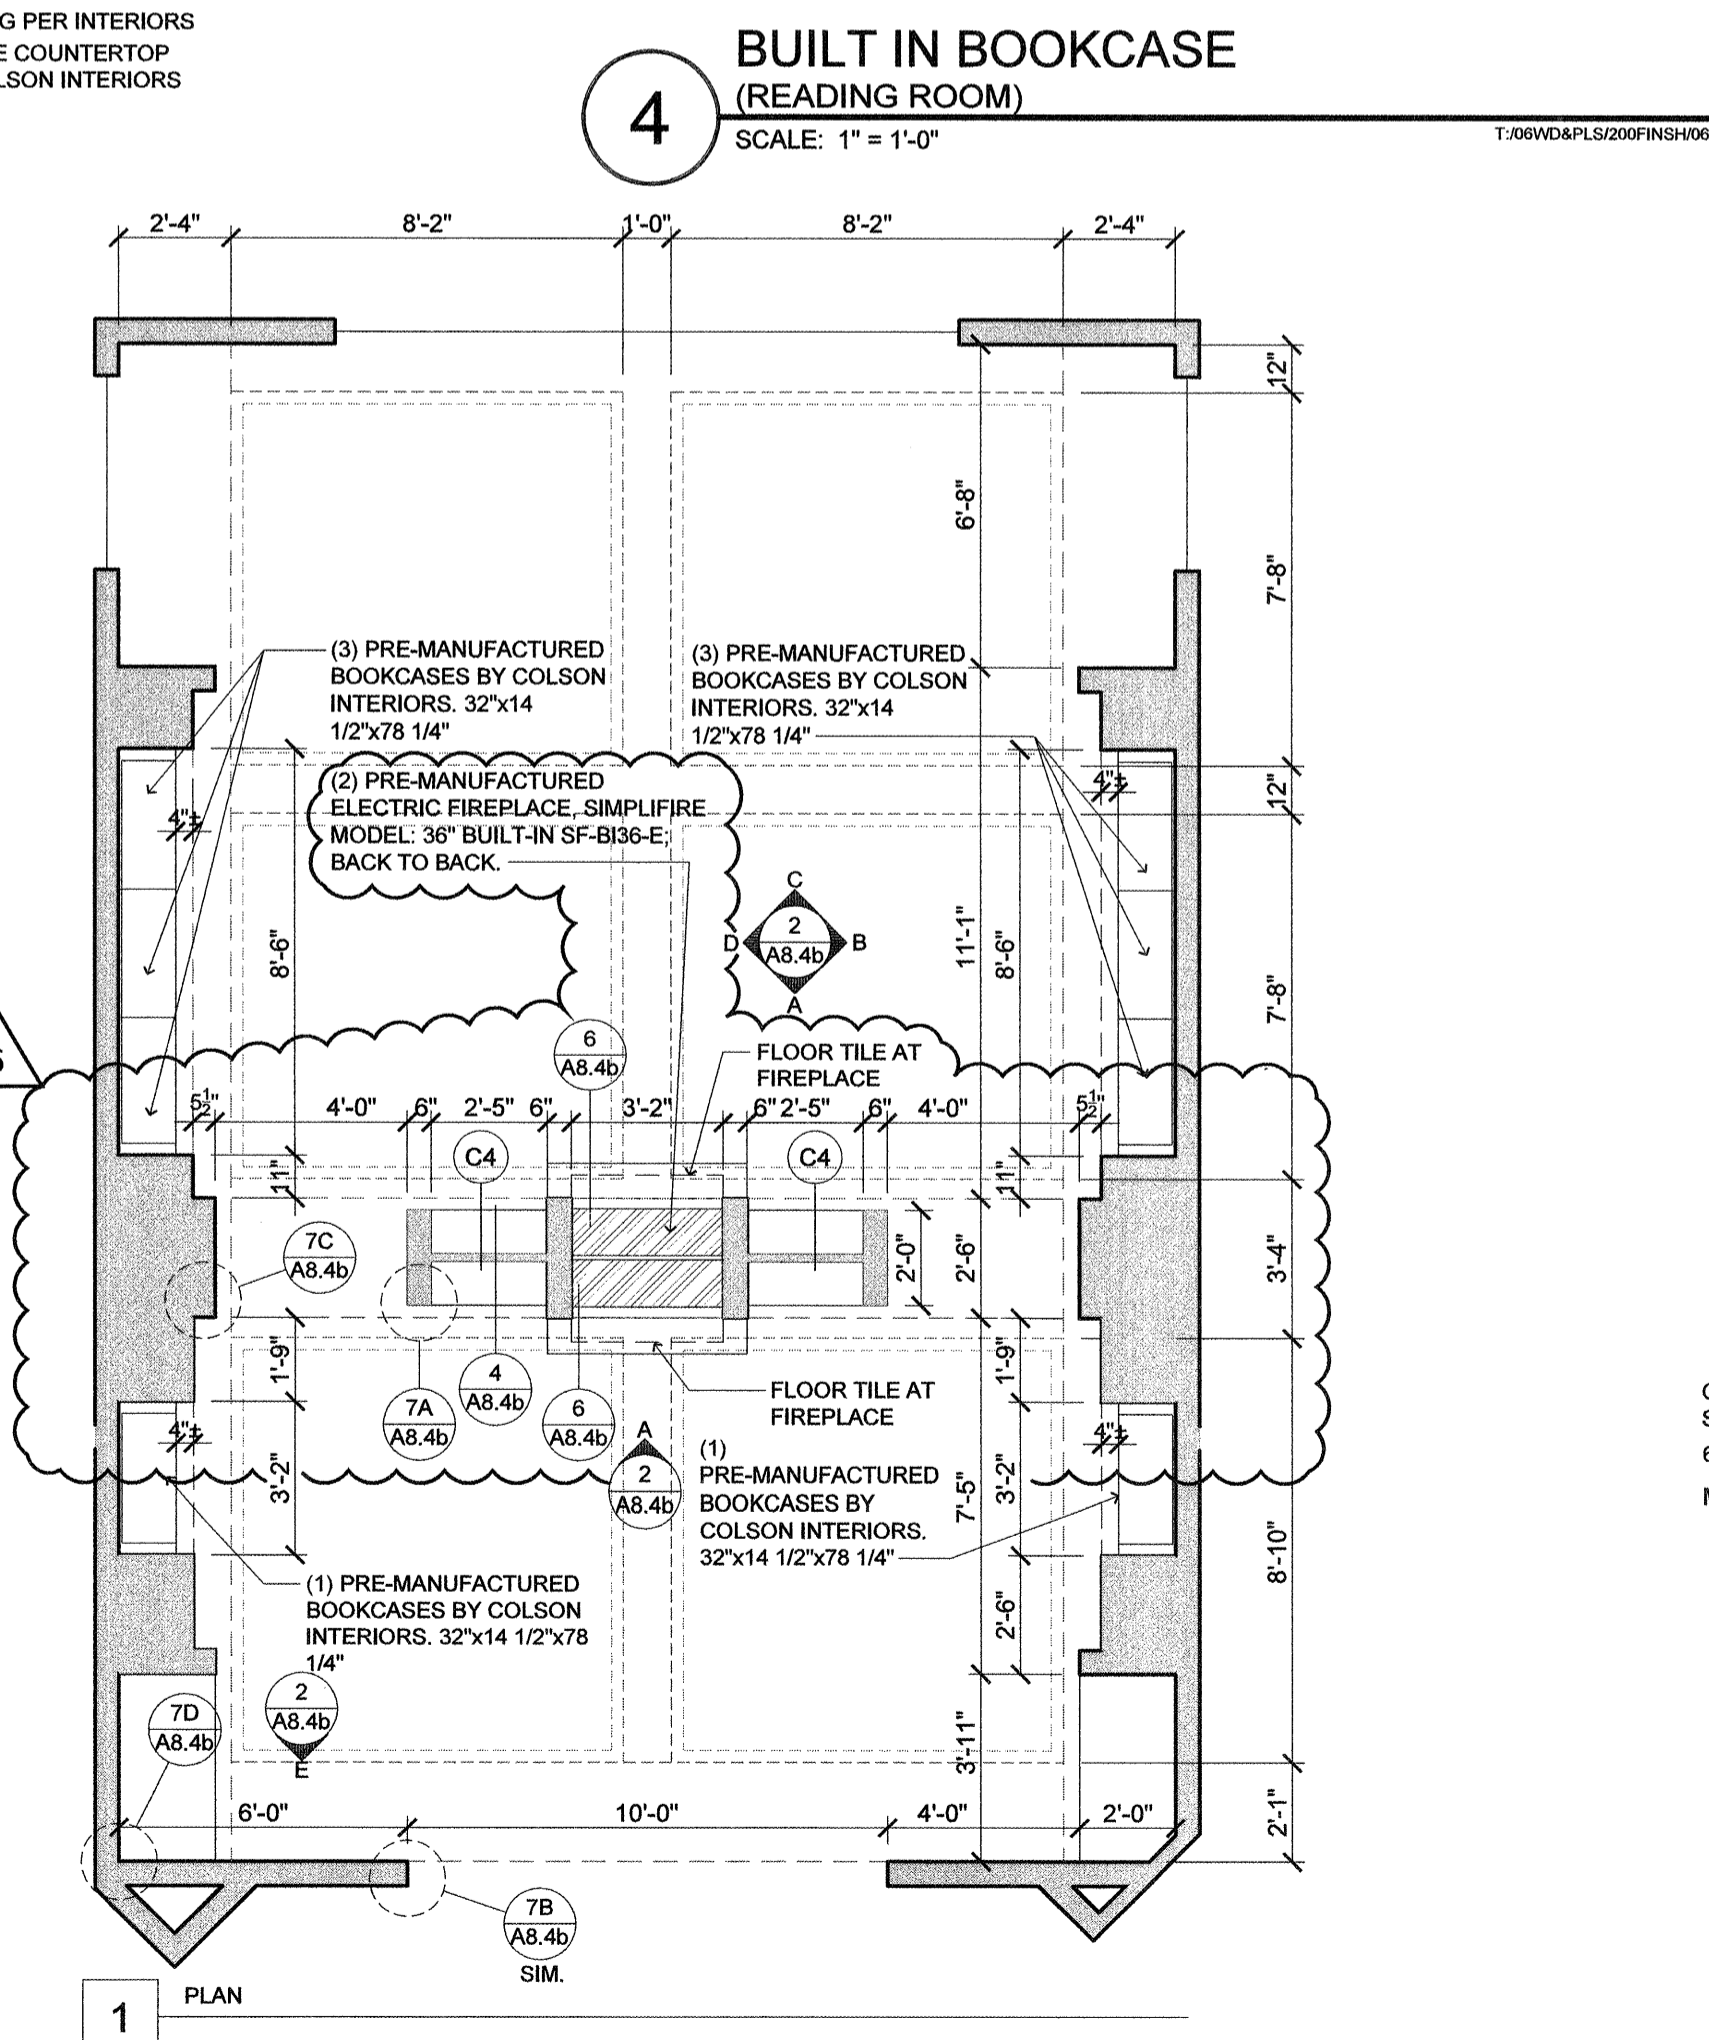 G PER INTERIORS
E COUNTERTOP
LSON INTERIORS
4
BUILT IN BOOKCASE
(READING ROOM)
SCALE: 1" = 1'-0"
T:/06WD&PLS/200FINSH/06
2'-4" 8'-2" 1'-0" 8'-2" 2'-4"
12"
6'-8"
7'-8"
(3) PRE-MANUFACTURED
BOOKCASES BY COLSON
INTERIORS. 32"x14
1/2"x78 1/4"
(3) PRE-MANUFACTURED
BOOKCASES BY COLSON
INTERIORS. 32"x14
1/2"x78 1/4"
(2) PRE-MANUFACTURED
ELECTRIC FIREPLACE, SIMPLIFIRE
MODEL: 36" BUILT-IN SF-BI36-E;
BACK TO BACK.
4"±
4"±
12"
C
D 2 B
A8.4b
A
8'-6"
11'-1"
8'-6"
7'-8"
6
A8.4b
FLOOR TILE AT
FIREPLACE
5½" 4'-0" 6" 2'-5" 6" 3'-2" 6" 2'-5" 6" 4'-0" 5½"
C4
C4
11"
11"
7C
A8.4b
2'-0"
2'-6"
3'-4"
1'-9"
1'-9"
4
A8.4b
7A
A8.4b
6
A8.4b
FLOOR TILE AT
FIREPLACE
4"±
4"±
3'-2"
A
2
A8.4b
(1)
PRE-MANUFACTURED
BOOKCASES BY
COLSON INTERIORS.
32"x14 1/2"x78 1/4"
7'-5"
3'-2"
8'-10"
(1) PRE-MANUFACTURED
BOOKCASES BY COLSON
INTERIORS. 32"x14 1/2"x78
1/4"
2'-6"
2
A8.4b
E
7D
A8.4b
3'-11"
6'-0" 10'-0" 4'-0" 2'-0"
2'-1"
7B
A8.4b
SIM.
1
PLAN